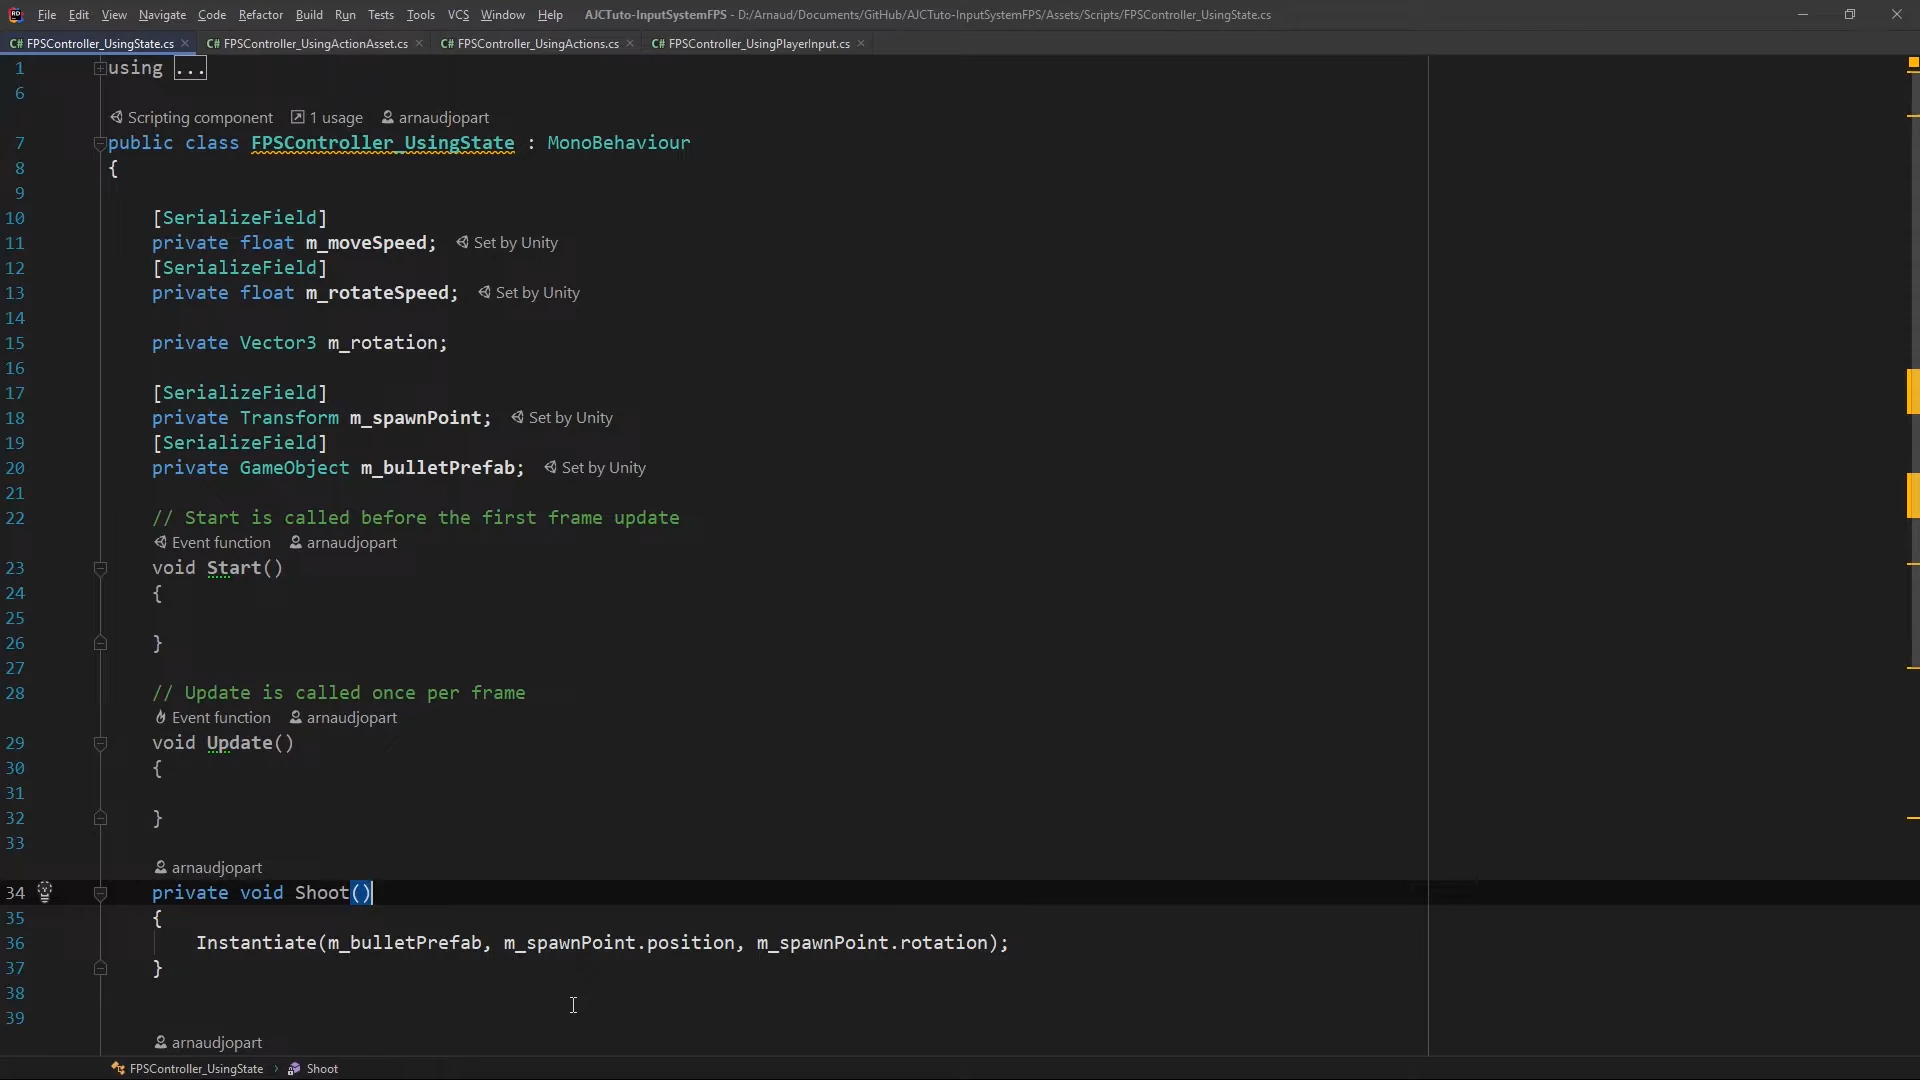 File Edit View Navigate Code Refactor Build Run Tests Tools VCS Window Help AJCTuto-InputSystemFPS - D:/Arnaud/Documents/GitHub/AJCTuto-InputSystemFPS/Assets/Scripts/FPSController_UsingState.cs
C# FPSController_UsingState.cs C# FPSController_UsingActionAsset.cs C# FPSController_UsingActions.cs C# FPSController_UsingPlayerInput.cs
1 using ...
6
Scripting component 1 usage arnaudjopart
7 public class FPSController_UsingState : MonoBehaviour
8 {
9
10 [SerializeField]
11 private float m_moveSpeed; Set by Unity
12 [SerializeField]
13 private float m_rotateSpeed; Set by Unity
14
15 private Vector3 m_rotation;
16
17 [SerializeField]
18 private Transform m_spawnPoint; Set by Unity
19 [SerializeField]
20 private GameObject m_bulletPrefab; Set by Unity
21
22 // Start is called before the first frame update
Event function arnaudjopart
23 void Start()
24 {
25
26 }
27
28 // Update is called once per frame
Event function arnaudjopart
29 void Update()
30 {
31
32 }
33
arnaudjopart
34 private void Shoot()
35 {
36 Instantiate(m_bulletPrefab, m_spawnPoint.position, m_spawnPoint.rotation);
37 }
38
39
arnaudjopart
FPSController_UsingState > Shoot